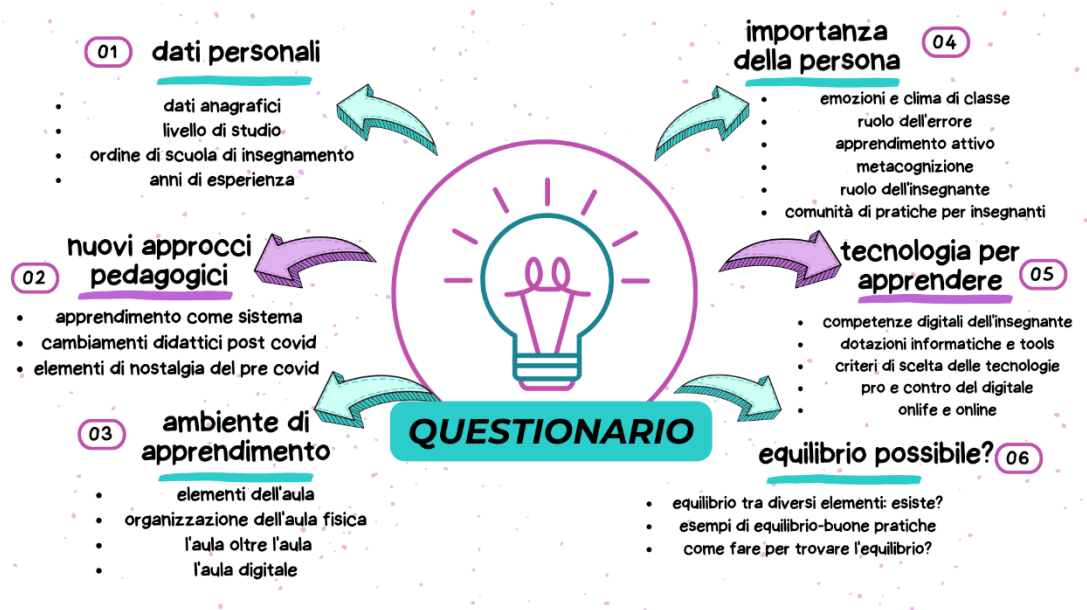 01
dati personali
• dati anagrafici
• livello di studio
• ordine di scuola di insegnamento
• anni di esperienza
02
nuovi approcci
pedagogici
• apprendimento come sistema
• cambiamenti didattici post covid
• elementi di nostalgia del pre covid
03
ambiente di
apprendimento
• elementi dell'aula
• organizzazione dell'aula fisica
• l'aula oltre l'aula
• l'aula digitale
QUESTIONARIO
importanza
della persona
04
• emozioni e clima di classe
• ruolo dell'errore
• apprendimento attivo
• metacognizione
• ruolo dell'insegnante
• comunità di pratiche per insegnanti
tecnologia per
apprendere
05
• competenze digitali dell'insegnante
• dotazioni informatiche e tools
• criteri di scelta delle tecnologie
• pro e contro del digitale
• onlife e online
equilibrio possibile?
06
• equilibrio tra diversi elementi: esiste?
• esempi di equilibrio-buone pratiche
• come fare per trovare l'equilibrio?